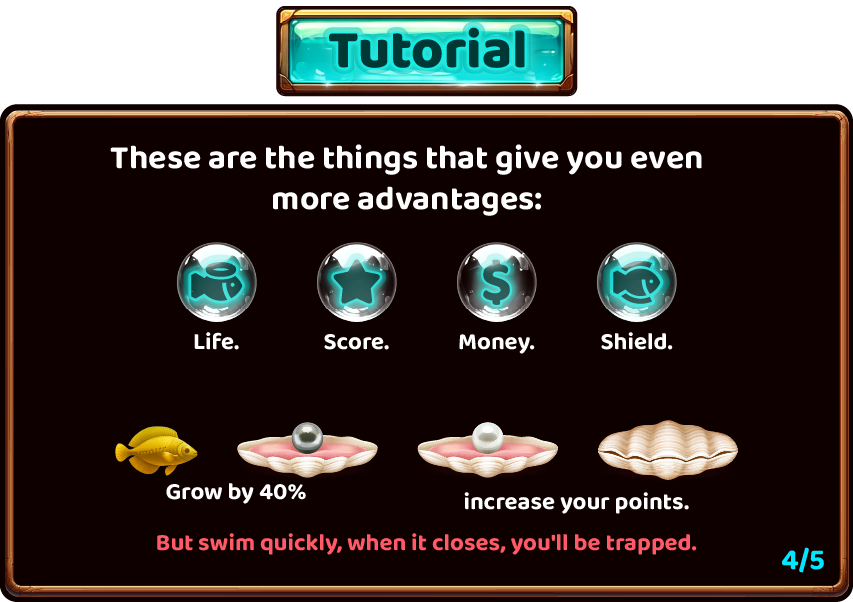 Tutorial
These are the things that give you even
more advantages:
Life.
Score.
Money.
Shield.
Grow by 40%
increase your points.
But swim quickly, when it closes, you'll be trapped.
4/5